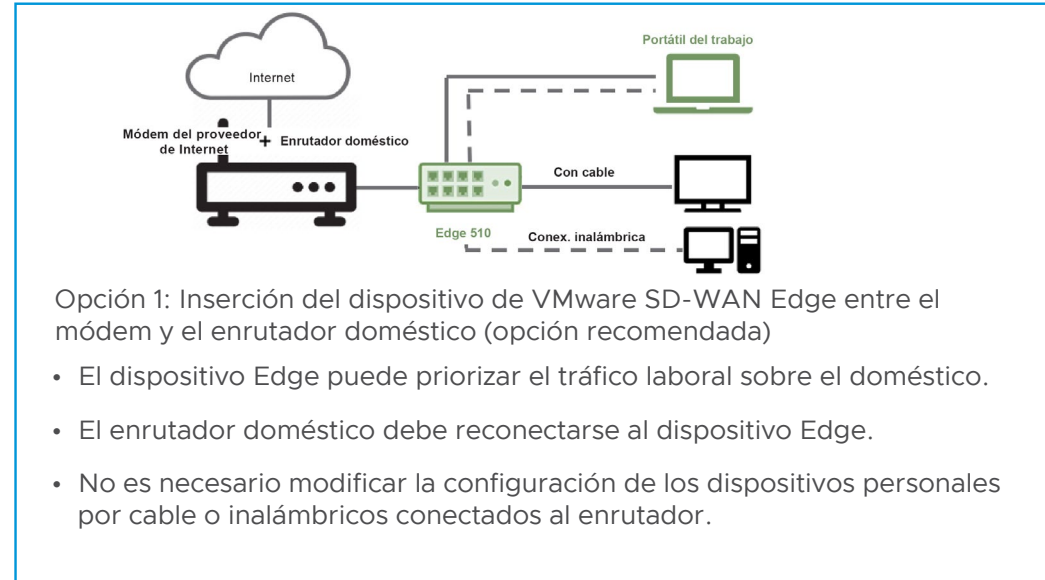 Portátil del trabajo
Internet
Módem del proveedor
de Internet
+
Enrutador doméstico
Con cable
Edge 510
Conex. inalámbrica
Opción 1: Inserción del dispositivo de VMware SD-WAN Edge entre el
módem y el enrutador doméstico (opción recomendada)
• El dispositivo Edge puede priorizar el tráfico laboral sobre el doméstico.
• El enrutador doméstico debe reconectarse al dispositivo Edge.
• No es necesario modificar la configuración de los dispositivos personales
por cable o inalámbricos conectados al enrutador.